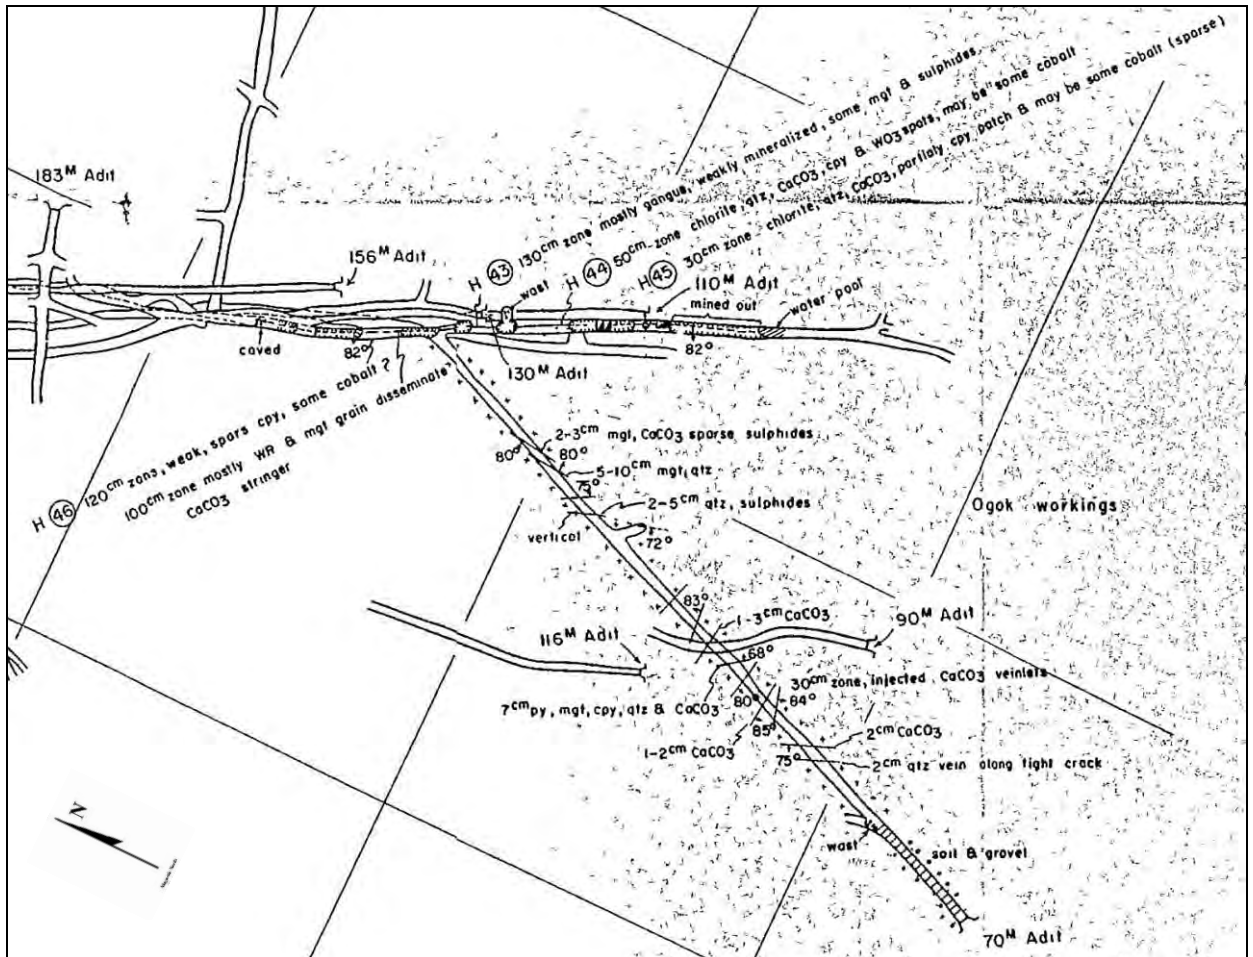 183M Adit
156M Adit
H 43 130cm zone mostly gangue, weakly mineralized, some mgt & sulphides
H 44 50cm-zone chlorite, qtz, CaCO3, cpy & WO3 spots, may be some cobalt
H 45 30cm zone - chlorite, qtz, CaCO3, partialy cpy patch & may be some cobalt (sparse)
wast
110M Adit
mined out
water pool
caved
82°
82°
130M Adit
H 46 120cm zone, weak, spars cpy, some cobalt?
100cm zone mostly WR & mgt grain disseminate
CaCO3 stringer
2-3cm mgt, CaCO3 sparse sulphides
80°
80°
5-10cm mgt, qtz
75°
2-5cm qtz, sulphides
Ogok workings
vertical
72°
83°
1-3cm CaCO3
90M Adit
116M Adit
68°
30cm zone, injected CaCO3 veinlets
7cm py, mgt, cpy, qtz & CaCO3
80°
84°
85°
1-2cm CaCO3
2cm CaCO3
75°
2cm qtz vein along tight crack
N
wast
soil & gravel
70M Adit